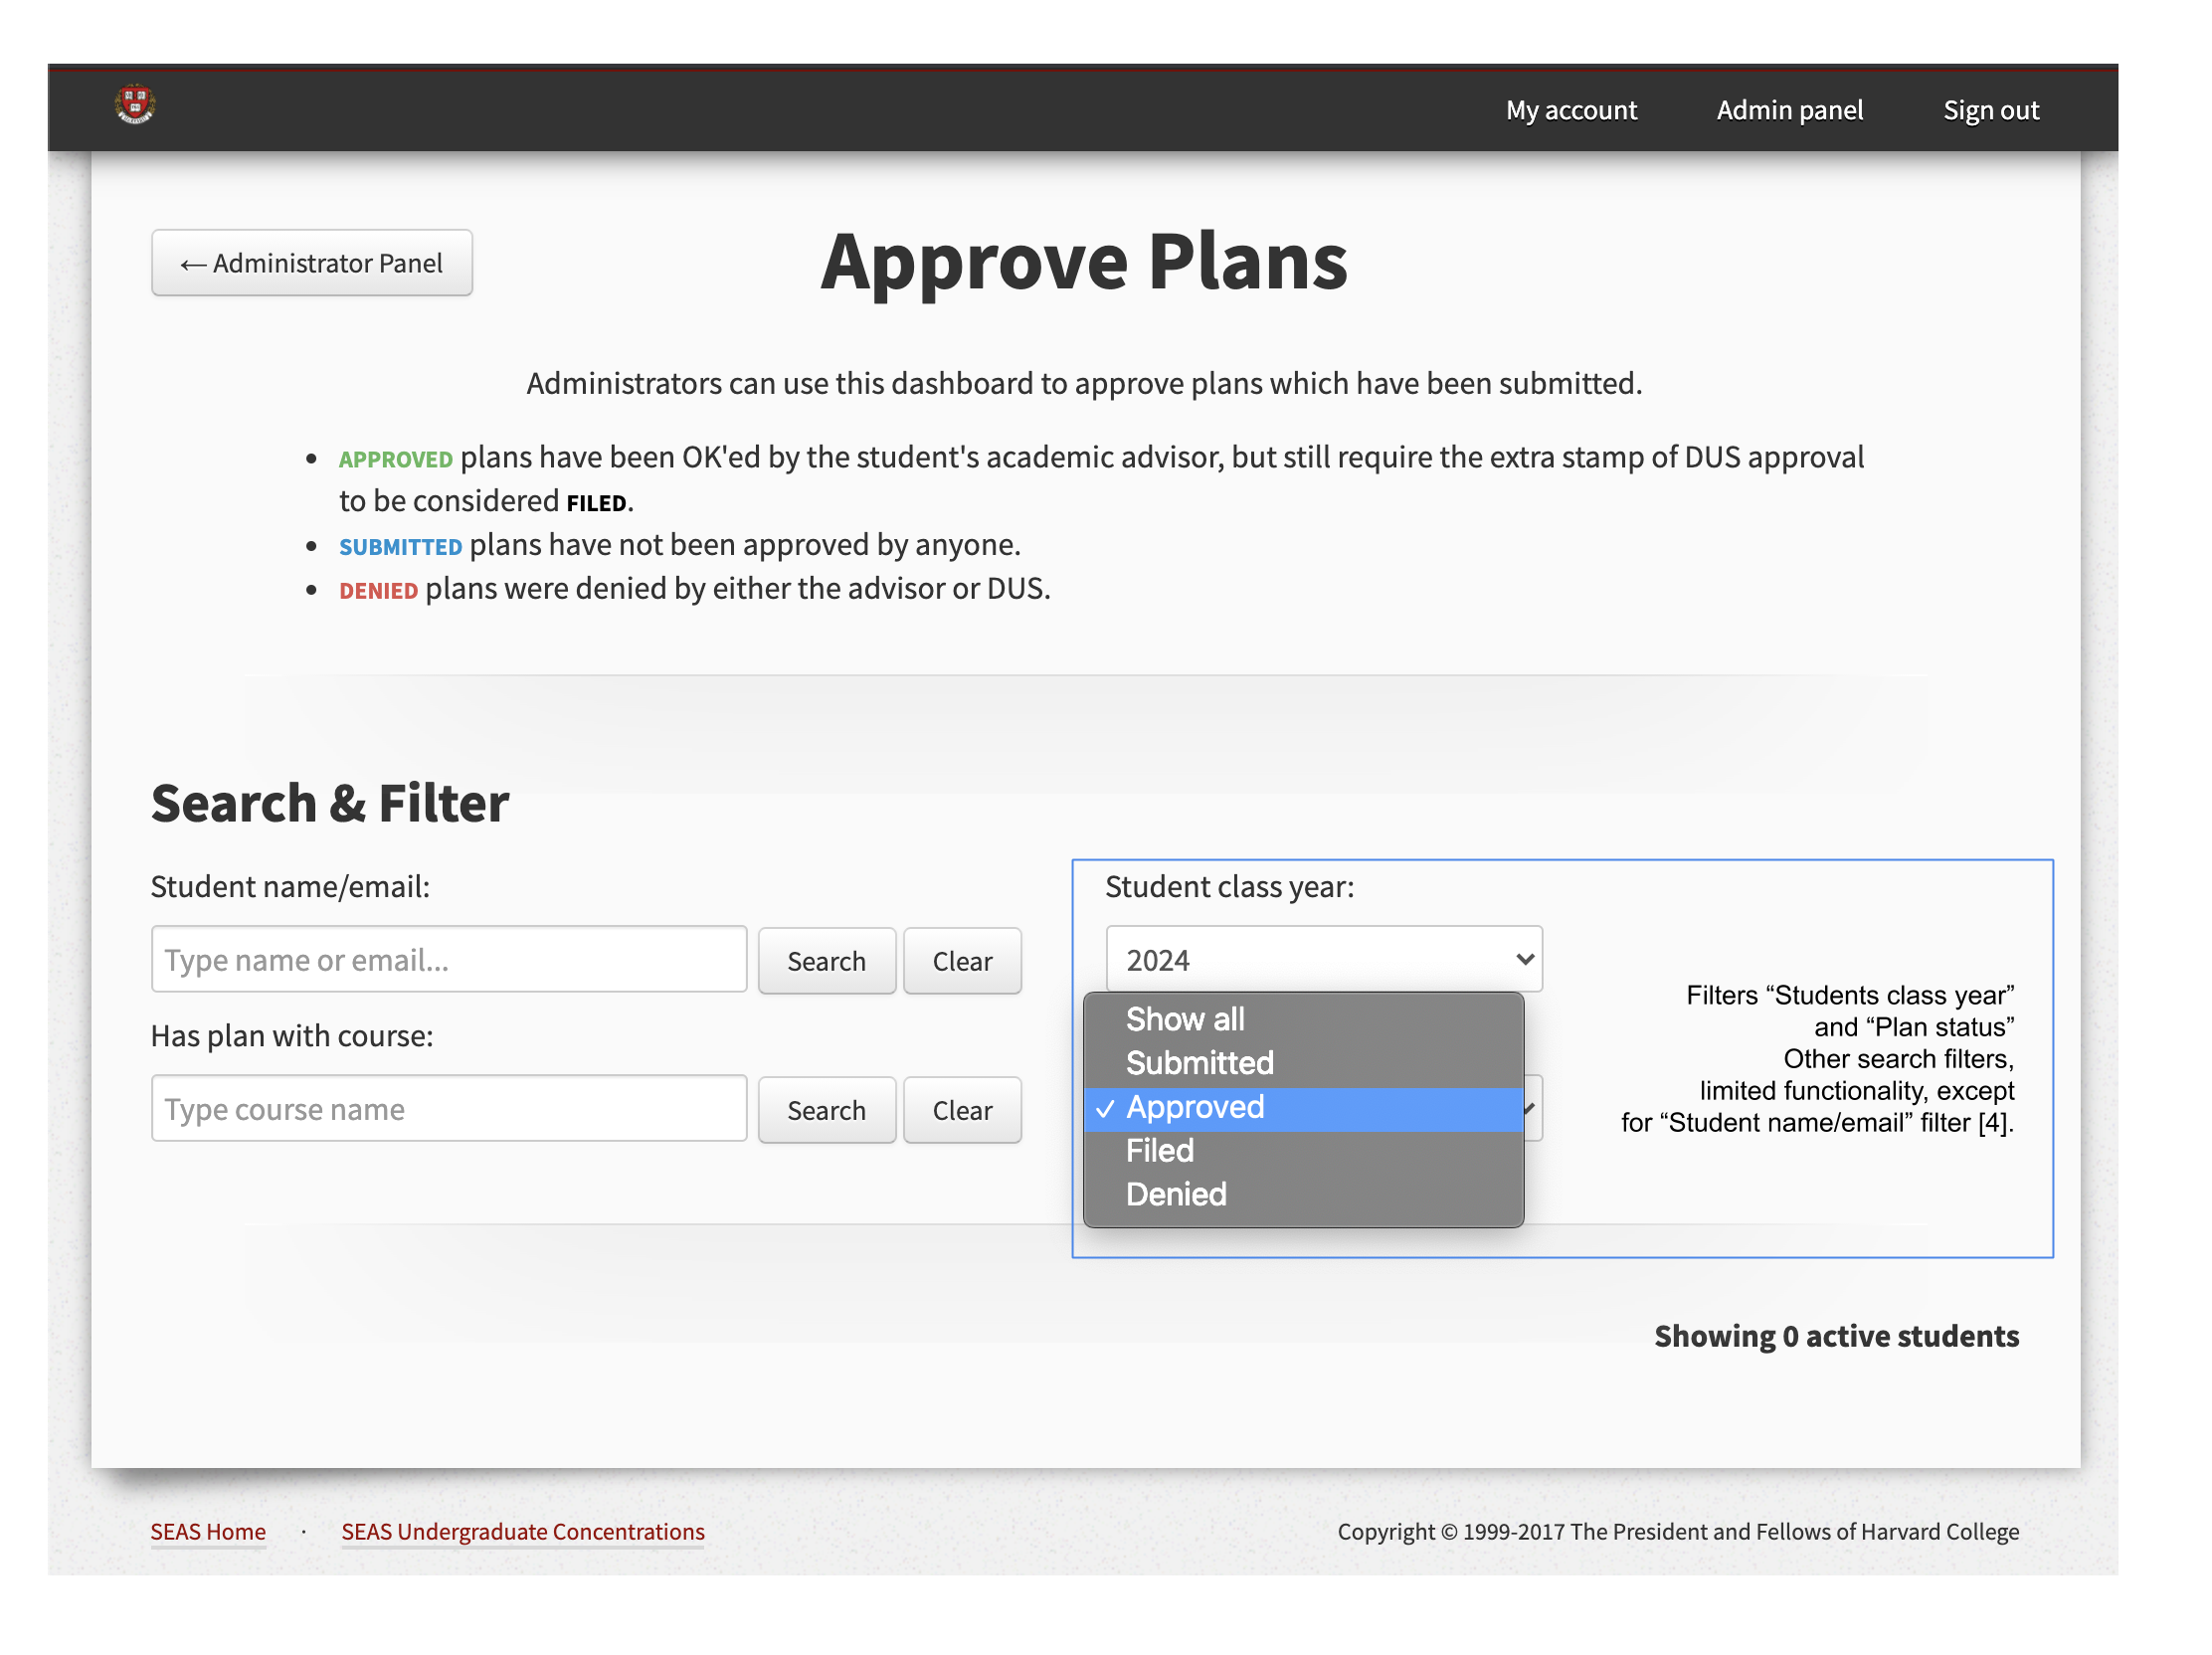 My account Admin panel Sign out
← Administrator Panel
Approve Plans
Administrators can use this dashboard to approve plans which have been submitted.
• APPROVED plans have been OK'ed by the student's academic advisor, but still require the extra stamp of DUS approval
to be considered FILED.
• SUBMITTED plans have not been approved by anyone.
• DENIED plans were denied by either the advisor or DUS.
Search & Filter
Student name/email:
Type name or email...
Search
Clear
Has plan with course:
Type course name
Search
Clear
Student class year:
2024
Show all
Submitted
✓ Approved
Filed
Denied
Filters “Students class year”
and “Plan status”
Other search filters,
limited functionality, except
for “Student name/email” filter [4].
Showing 0 active students
SEAS Home · SEAS Undergraduate Concentrations
Copyright © 1999-2017 The President and Fellows of Harvard College